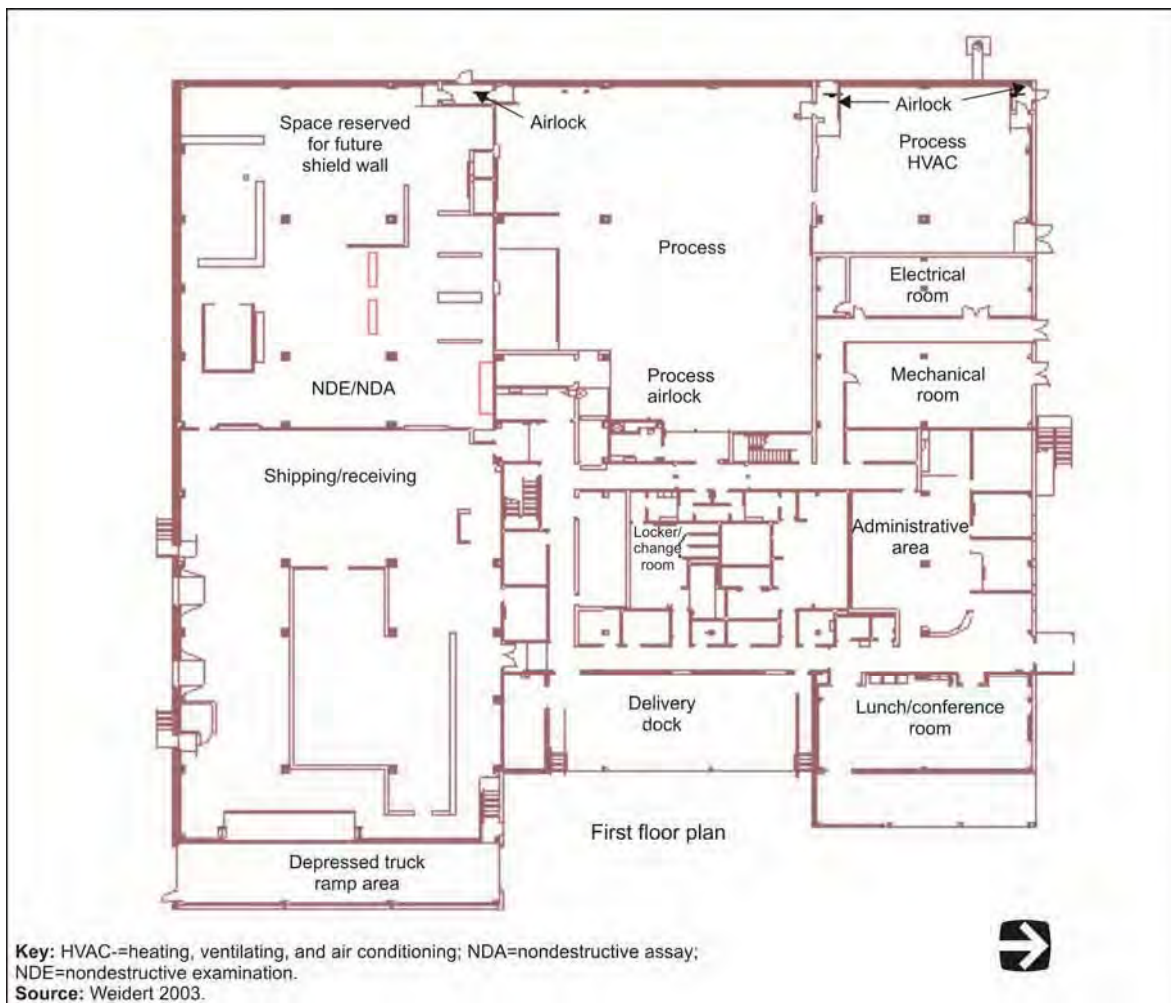 Space reserved
for future
shield wall
Airlock
Airlock
Process
HVAC
Process
Electrical
room
Process
airlock
Mechanical
room
NDE/NDA
Shipping/receiving
Locker/
change
room
Administrative
area
Delivery
dock
Lunch/conference
room
First floor plan
Depressed truck
ramp area
Key: HVAC-=heating, ventilating, and air conditioning; NDA=nondestructive assay;
NDE=nondestructive examination.
Source: Weidert 2003.